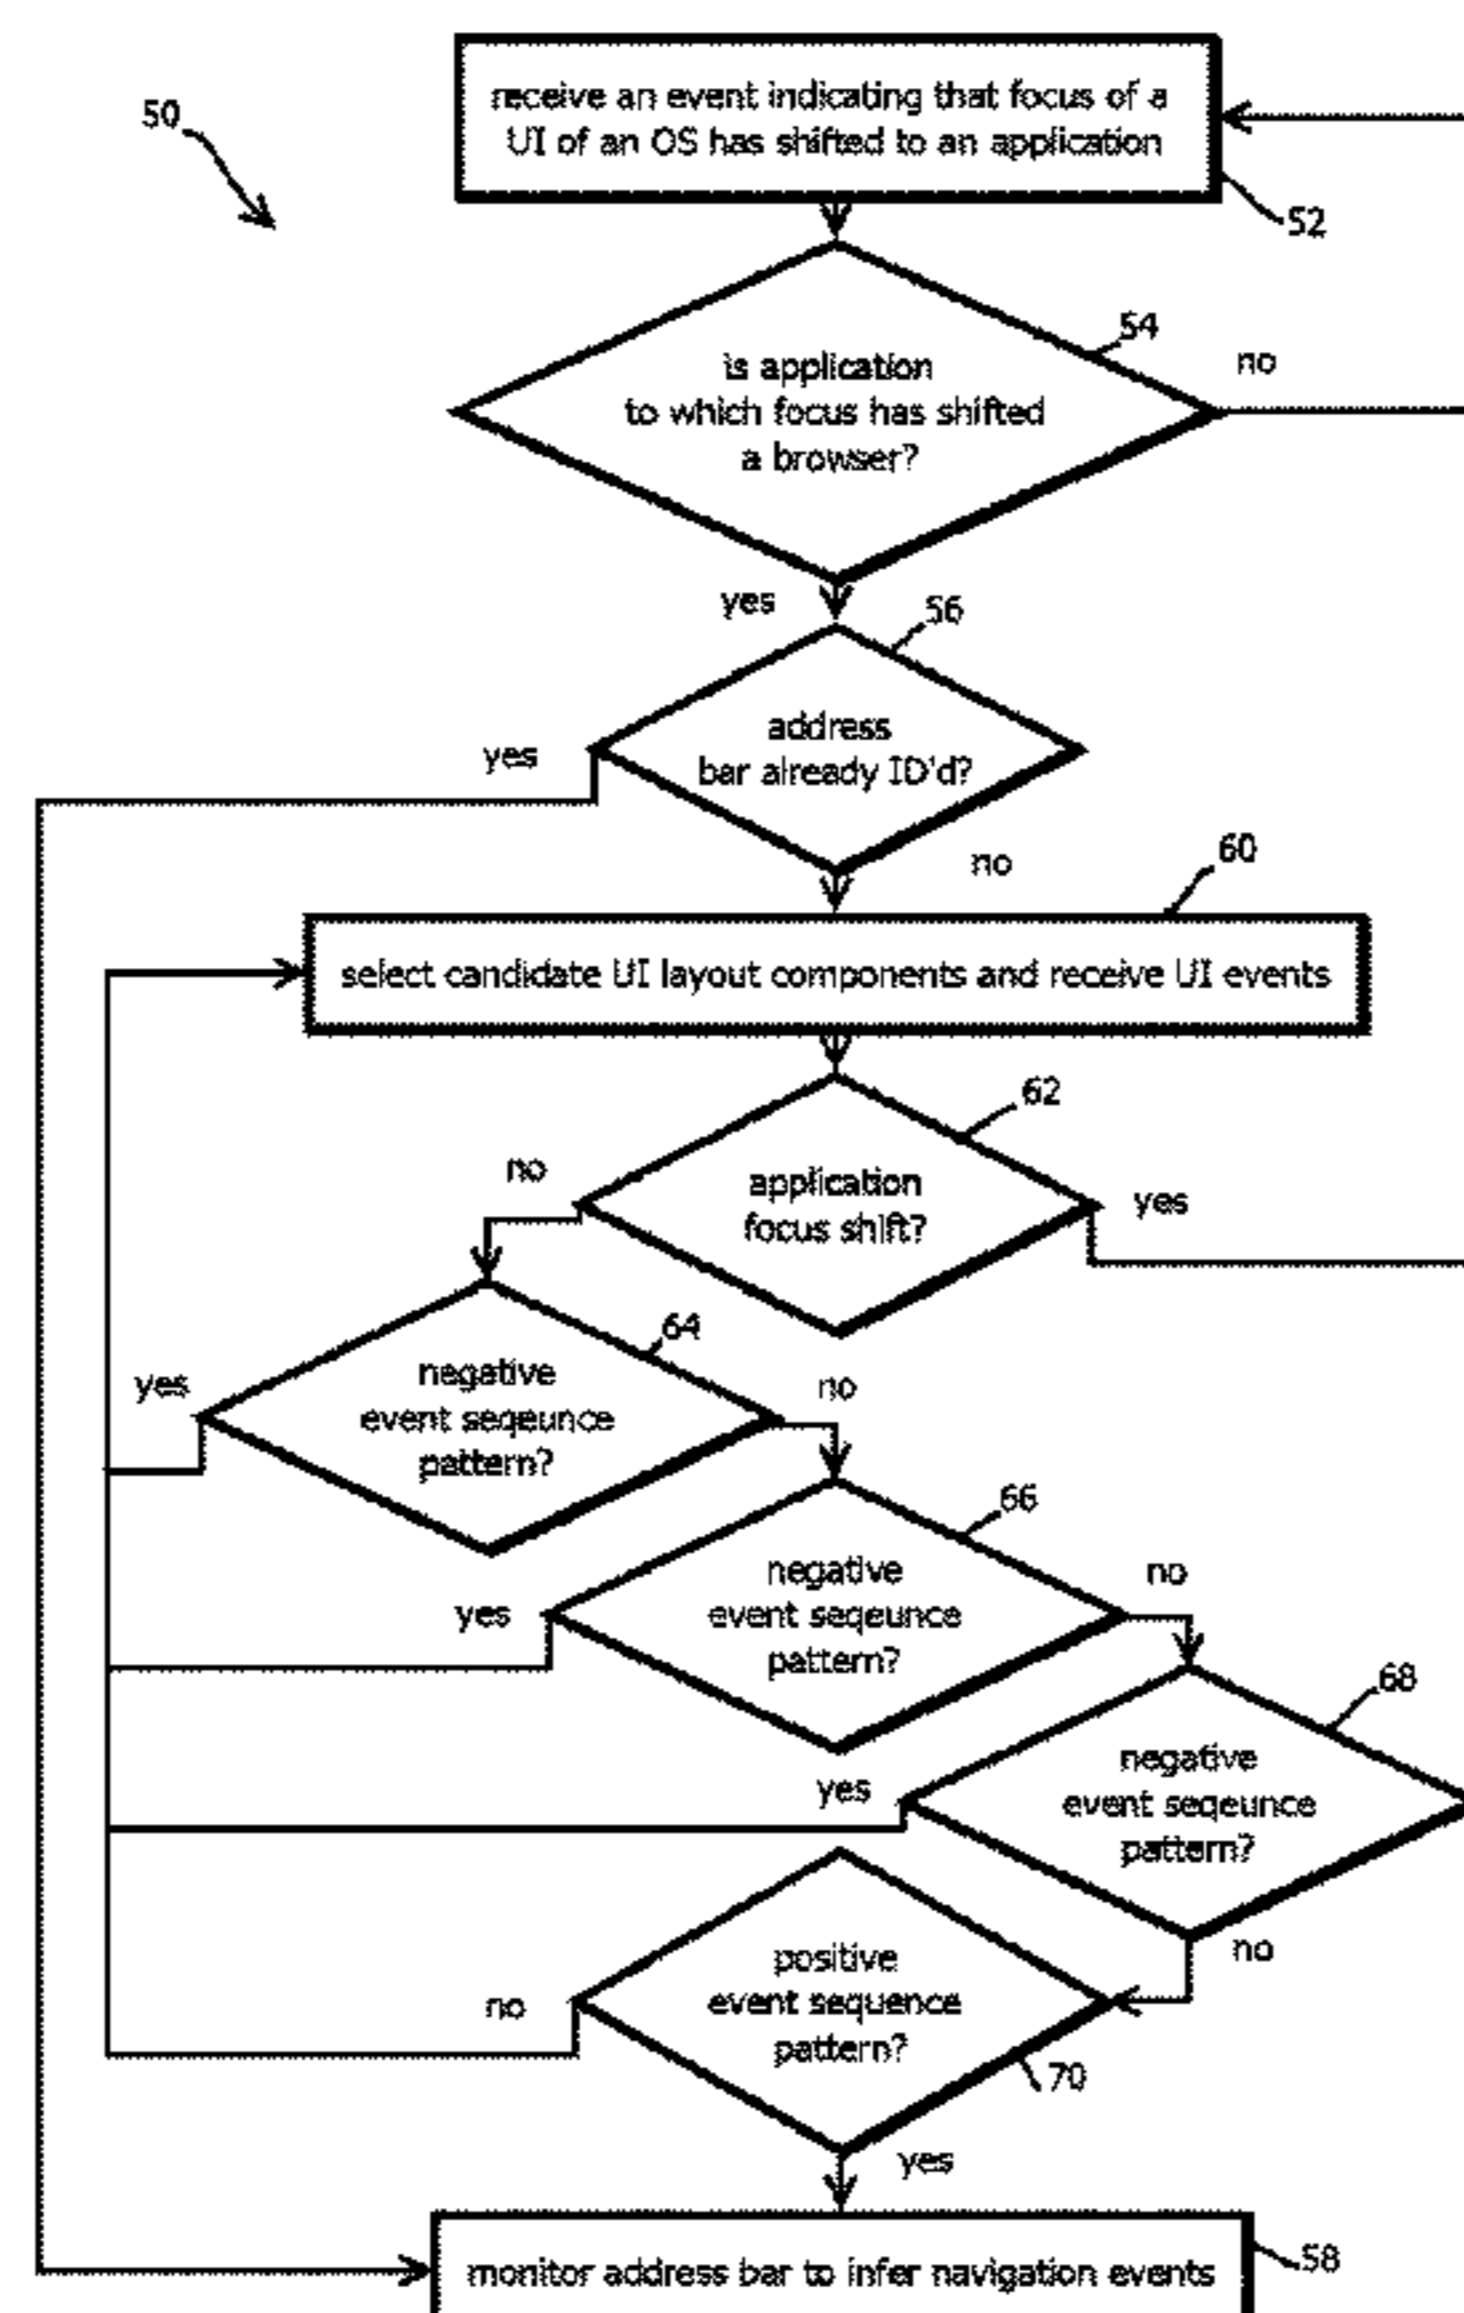 50
receive an event indicating that focus of a
UI of an OS has shifted to an application
52
54
is application
to which focus has shifted
a browser?
no
yes
56
address
bar already ID'd?
yes
no
60
select candidate UI layout components and receive UI events
62
application
focus shift?
no
yes
64
negative
event seqeunce
pattern?
yes
no
66
negative
event seqeunce
pattern?
yes
no
68
negative
event seqeunce
pattern?
yes
no
positive
event sequence
pattern?
no
70
yes
monitor address bar to infer navigation events
58